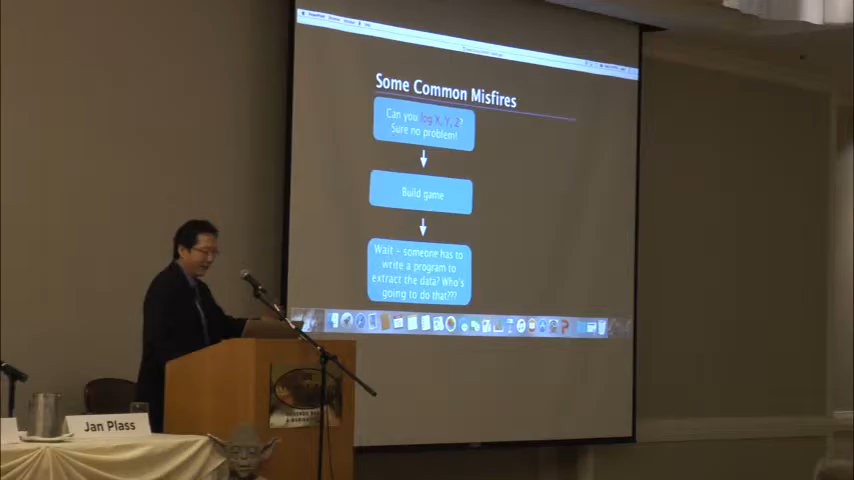 Some Common Misfires
Can you log X, Y, Z?
Sure no problem!
Build game
Wait - someone has to
write a program to
extract the data? Who's
going to do that???
Jan Plass